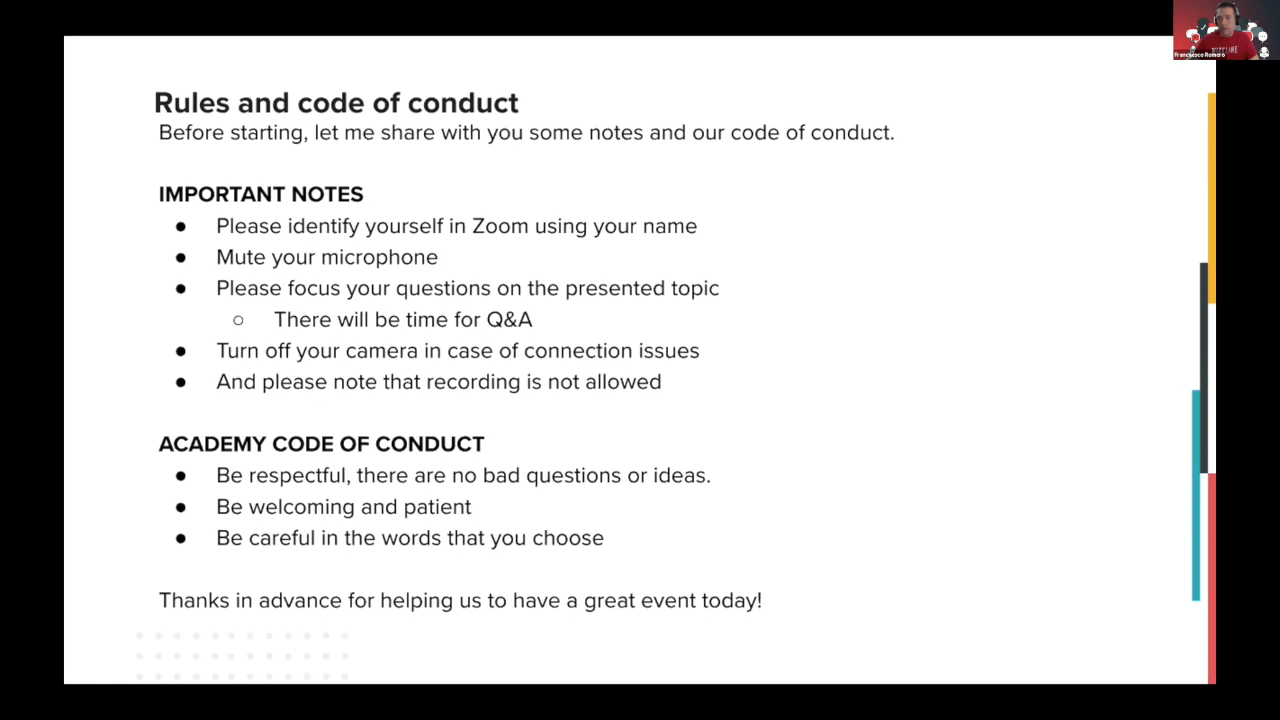 Rules and code of conduct
Before starting, let me share with you some notes and our code of conduct.
IMPORTANT NOTES
● Please identify yourself in Zoom using your name
● Mute your microphone
● Please focus your questions on the presented topic
○ There will be time for Q&A
● Turn off your camera in case of connection issues
● And please note that recording is not allowed
ACADEMY CODE OF CONDUCT
● Be respectful, there are no bad questions or ideas.
● Be welcoming and patient
● Be careful in the words that you choose
Thanks in advance for helping us to have a great event today!
Francesco Romero